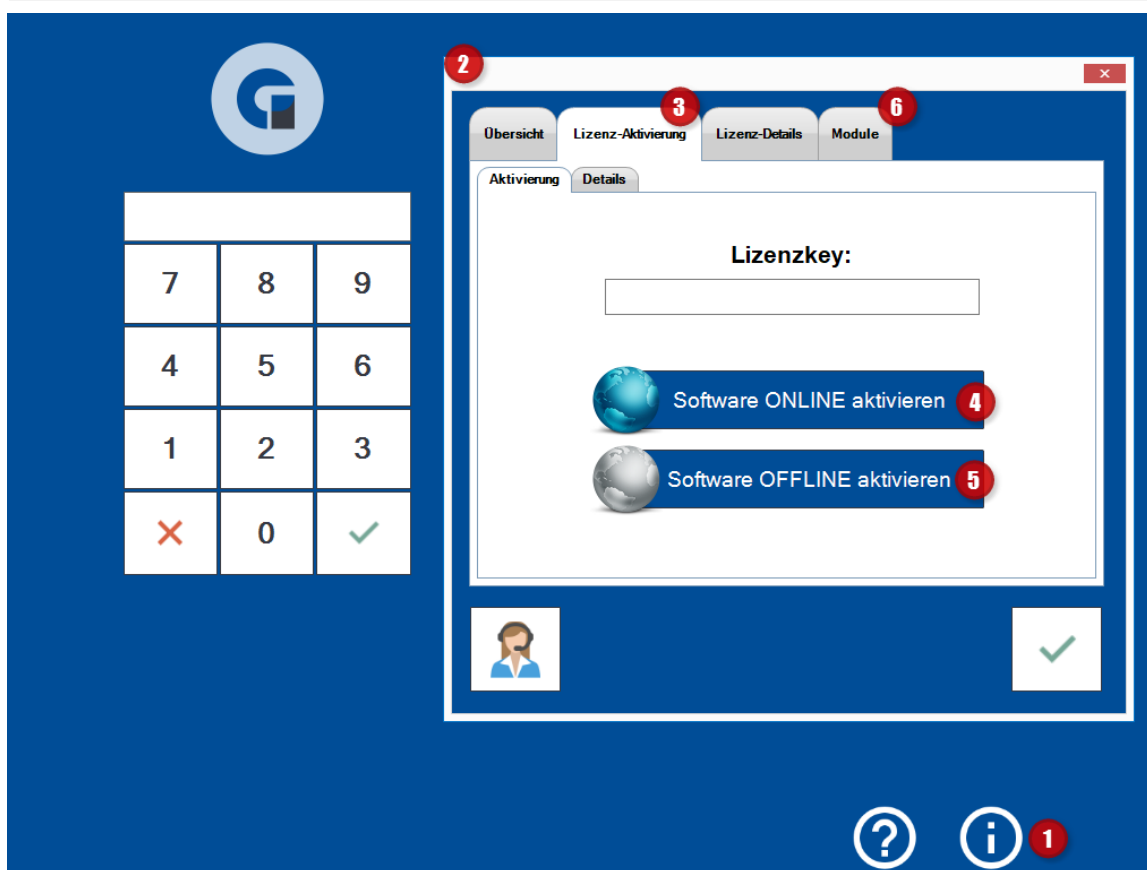 G
2
×
3
6
Übersicht
Lizenz-Aktivierung
Lizenz-Details
Module
Aktivierung
Details
Lizenzkey:
7 8 9
4 5 6
1 2 3
0
Software ONLINE aktivieren 4
Software OFFLINE aktivieren 5
?
i
1